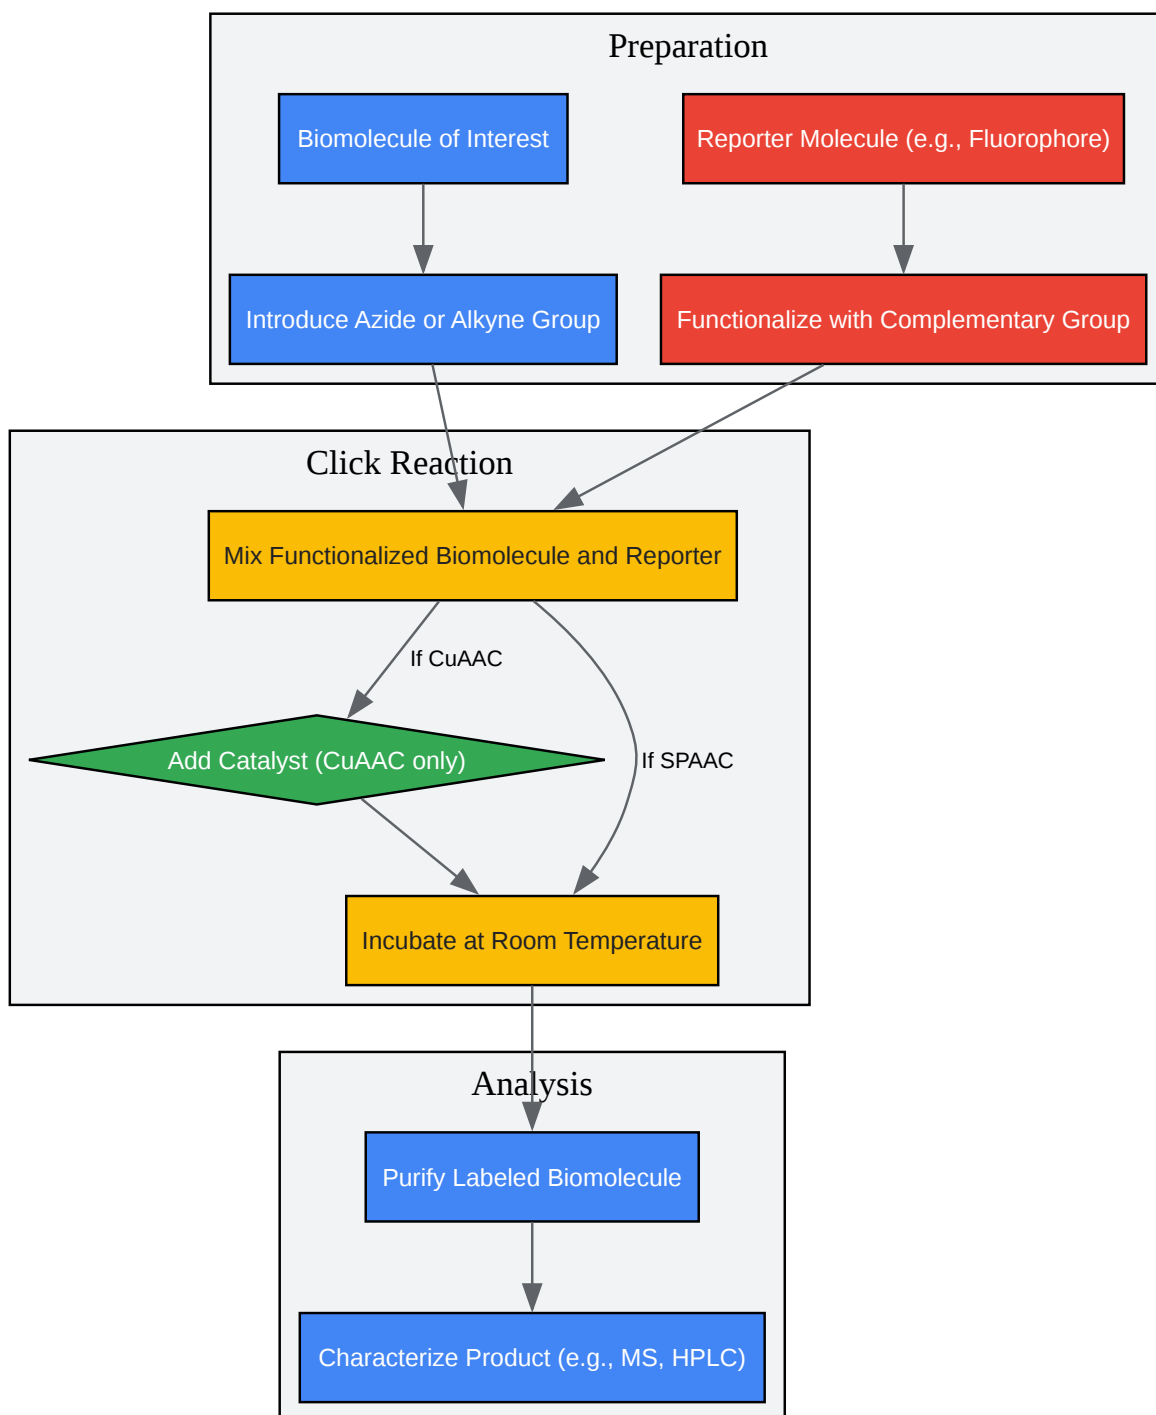 Preparation
Biomolecule of Interest
Reporter Molecule (e.g., Fluorophore)
Introduce Azide or Alkyne Group
Functionalize with Complementary Group
Click Reaction
Mix Functionalized Biomolecule and Reporter
If CuAAC
Add Catalyst (CuAAC only)
If SPAAC
Incubate at Room Temperature
Analysis
Purify Labeled Biomolecule
Characterize Product (e.g., MS, HPLC)